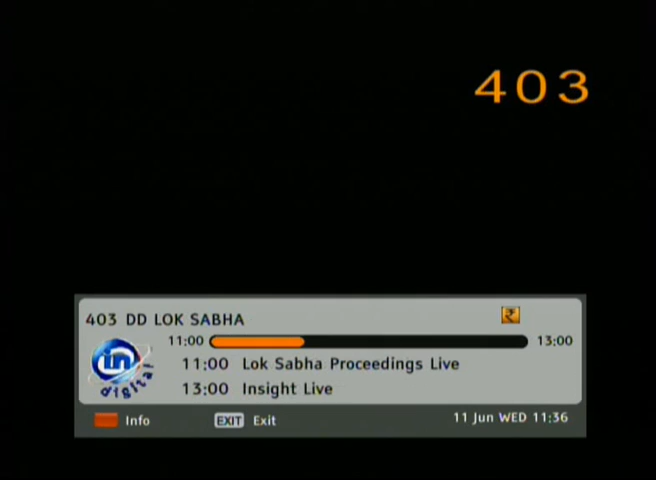 403
403 DD LOK SABHA ₹
11:00 13:00
in digital
11:00 Lok Sabha Proceedings Live
13:00 Insight Live
Info EXIT Exit 11 Jun WED 11:36